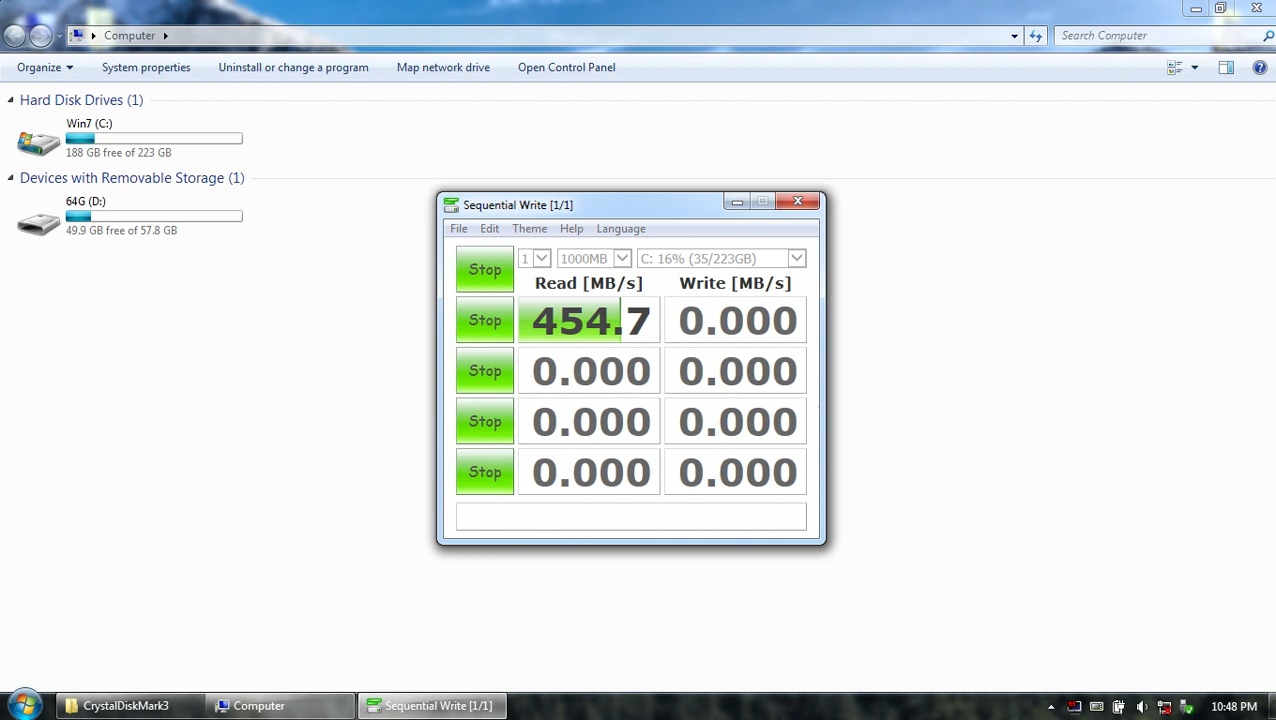 Computer
Search Computer
Organize
System properties
Uninstall or change a program
Map network drive
Open Control Panel
Hard Disk Drives (1)
Win7 (C:)
188 GB free of 223 GB
Devices with Removable Storage (1)
64G (D:)
49.9 GB free of 57.8 GB
Sequential Write [1/1]
File Edit Theme Help Language
Stop 1 1000MB C: 16% (35/223GB)
Read [MB/s] Write [MB/s]
Stop 454.7 0.000
Stop 0.000 0.000
Stop 0.000 0.000
Stop 0.000 0.000
CrystalDiskMark3
Computer
Sequential Write [1/1]
10:48 PM